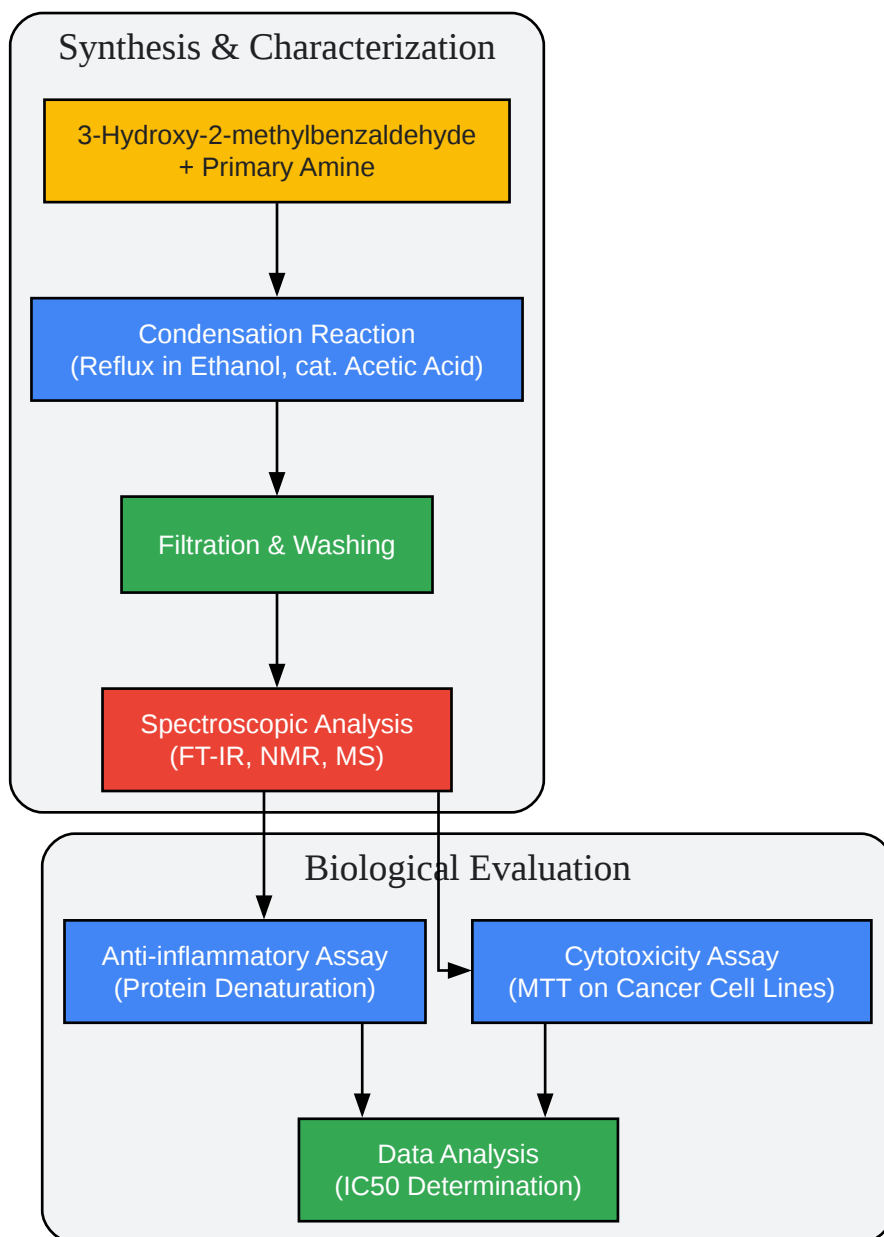 Synthesis & Characterization
3-Hydroxy-2-methylbenzaldehyde
+ Primary Amine
Condensation Reaction
(Reflux in Ethanol, cat. Acetic Acid)
Filtration & Washing
Spectroscopic Analysis
(FT-IR, NMR, MS)
Biological Evaluation
Anti-inflammatory Assay
(Protein Denaturation)
Cytotoxicity Assay
(MTT on Cancer Cell Lines)
Data Analysis
(IC50 Determination)